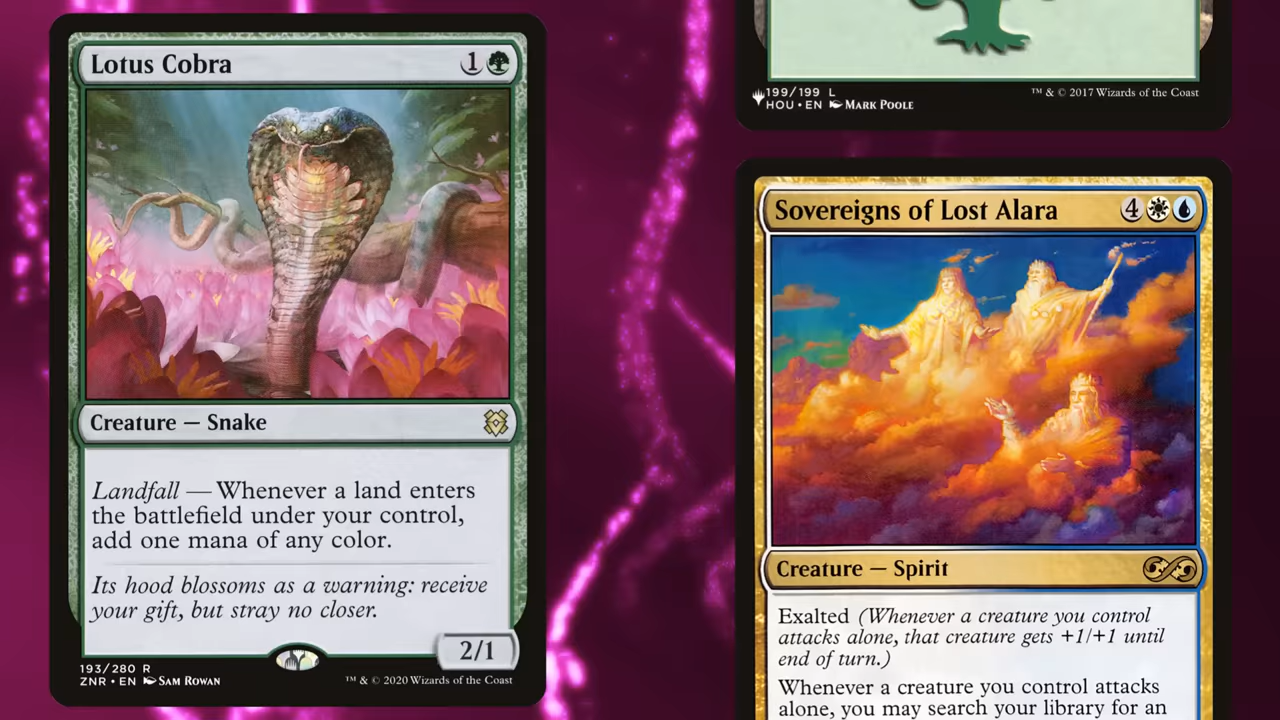 Lotus Cobra 1
Creature — Snake
Landfall — Whenever a land enters
the battlefield under your control,
add one mana of any color.
Its hood blossoms as a warning: receive
your gift, but stray no closer.
2/1
193/280 R
ZNR • EN Sam Rowan
™ & © 2020 Wizards of the Coast
199/199 L
HOU • EN Mark Poole
™ & © 2017 Wizards of the Coast
Sovereigns of Lost Alara 4
Creature — Spirit
Exalted (Whenever a creature you control
attacks alone, that creature gets +1/+1 until
end of turn.)
Whenever a creature you control attacks
alone, you may search your library for an